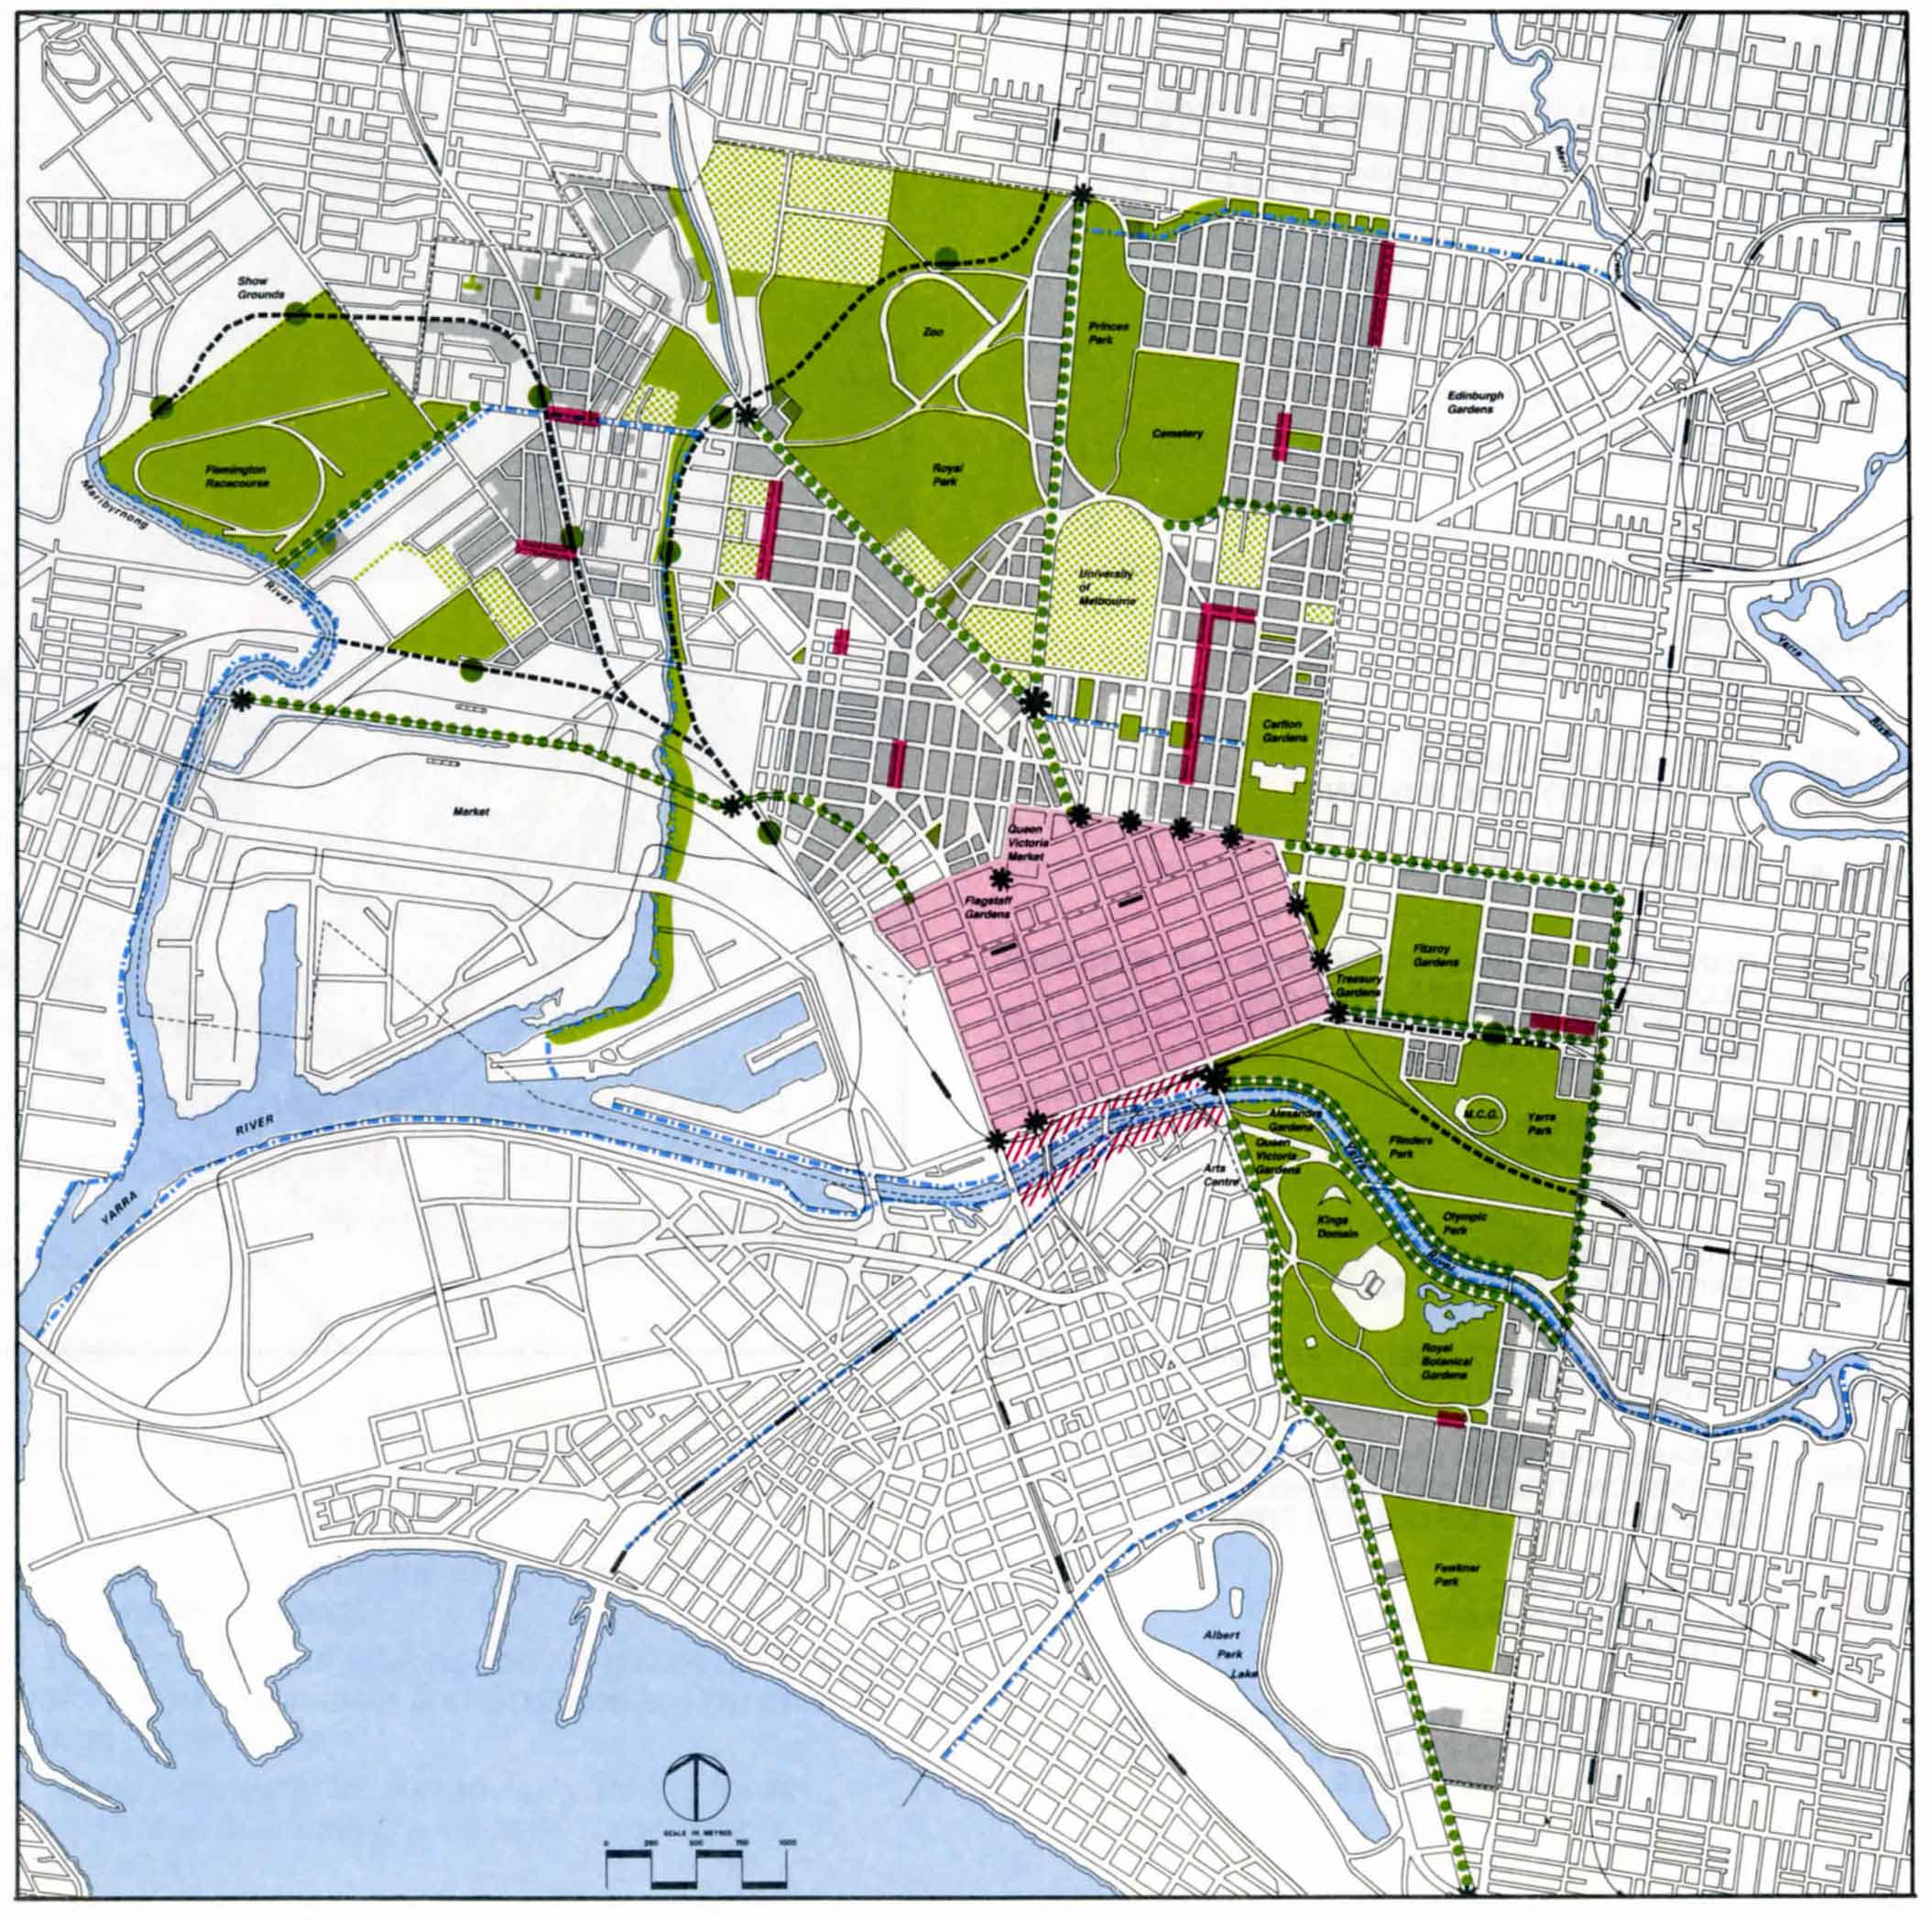 Merri
Creek
Show
Grounds
Zoo
Princes
Park
Edinburgh
Gardens
Cemetery
Flemington
Racecourse
Royal
Park
Maribyrnong
River
University
of
Melbourne
Yarra
River
Carlton
Gardens
Market
Queen
Victoria
Market
Flagstaff
Gardens
Fitzroy
Gardens
Treasury
Gardens
M.C.G.
Yarra
Park
Alexandra
Gardens
Flinders
Park
Queen
Victoria
Gardens
Arts
Centre
Yarra
River
RIVER
YARRA
Kings
Domain
Olympic
Park
Royal
Botanical
Gardens
Fawkner
Park
Albert
Park
Lake
SCALE IN METRES
0 250 500 750 1000